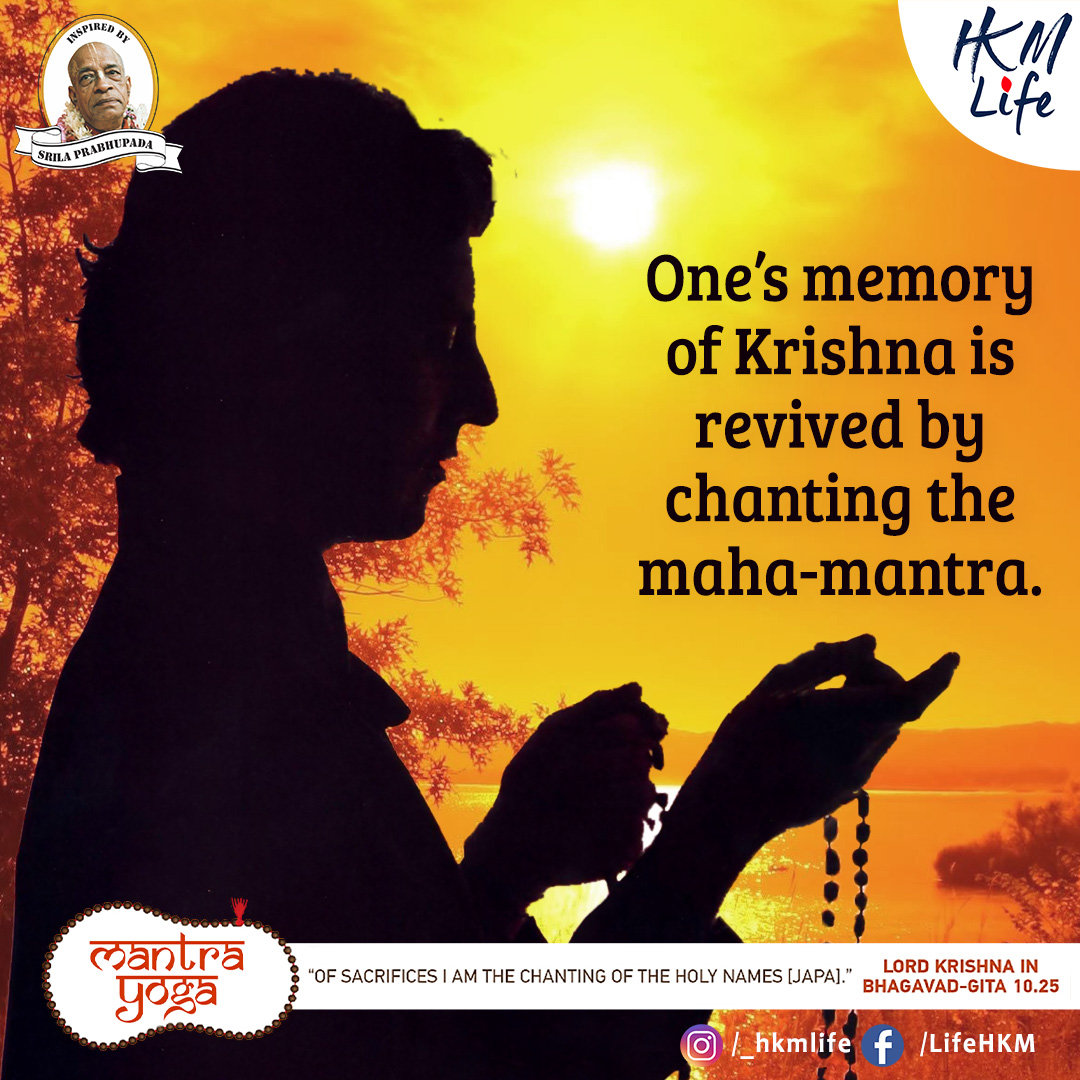 INSPIRED BY
SRILA PRABHUPADA
HKM
Life
One’s memory
of Krishna is
revived by
chanting the
maha-mantra.
mantra
yoga
“OF SACRIFICES I AM THE CHANTING OF THE HOLY NAMES [JAPA].”
LORD KRISHNA IN
BHAGAVAD-GITA 10.25
/_hkmlife
/LifeHKM